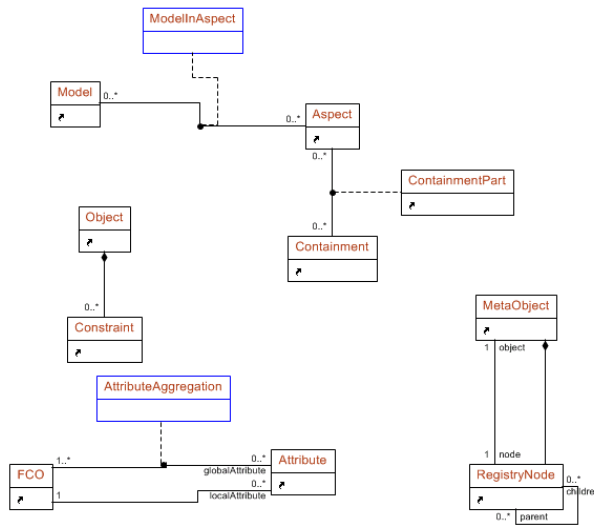 ModelInAspect
Model
0..*
0..*
Aspect
0..*
ContainmentPart
0..*
Containment
Object
0..*
Constraint
MetaObject
1 object
AttributeAggregation
1 node
FCO
1..*
0..*
globalAttribute
Attribute
1
0..*
localAttribute
RegistryNode
0..*
childre
0..* parent